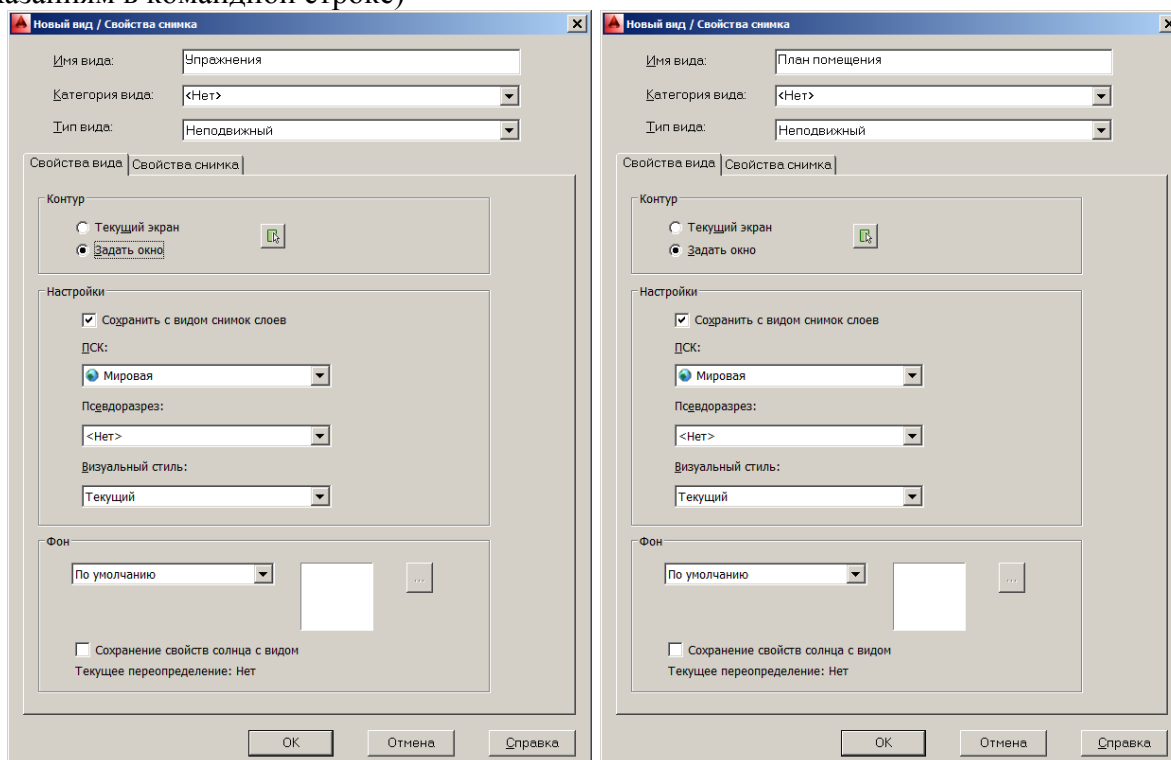 казаниям в командной строке)
Новый вид / Свойства снимка
Имя вида: Упражнения
Категория вида: <Нет>
Тип вида: Неподвижный
Свойства вида Свойства снимка
Контур
Текущий экран
Задать окно
Настройки
Сохранить с видом снимок слоев
ПСК:
Мировая
Псевдоразрез:
<Нет>
Визуальный стиль:
Текущий
Фон
По умолчанию
...
Сохранение свойств солнца с видом
Текущее переопределение: Нет
OK Отмена Справка
Новый вид / Свойства снимка
Имя вида: План помещения
Категория вида: <Нет>
Тип вида: Неподвижный
Свойства вида Свойства снимка
Контур
Текущий экран
Задать окно
Настройки
Сохранить с видом снимок слоев
ПСК:
Мировая
Псевдоразрез:
<Нет>
Визуальный стиль:
Текущий
Фон
По умолчанию
...
Сохранение свойств солнца с видом
Текущее переопределение: Нет
OK Отмена Справка